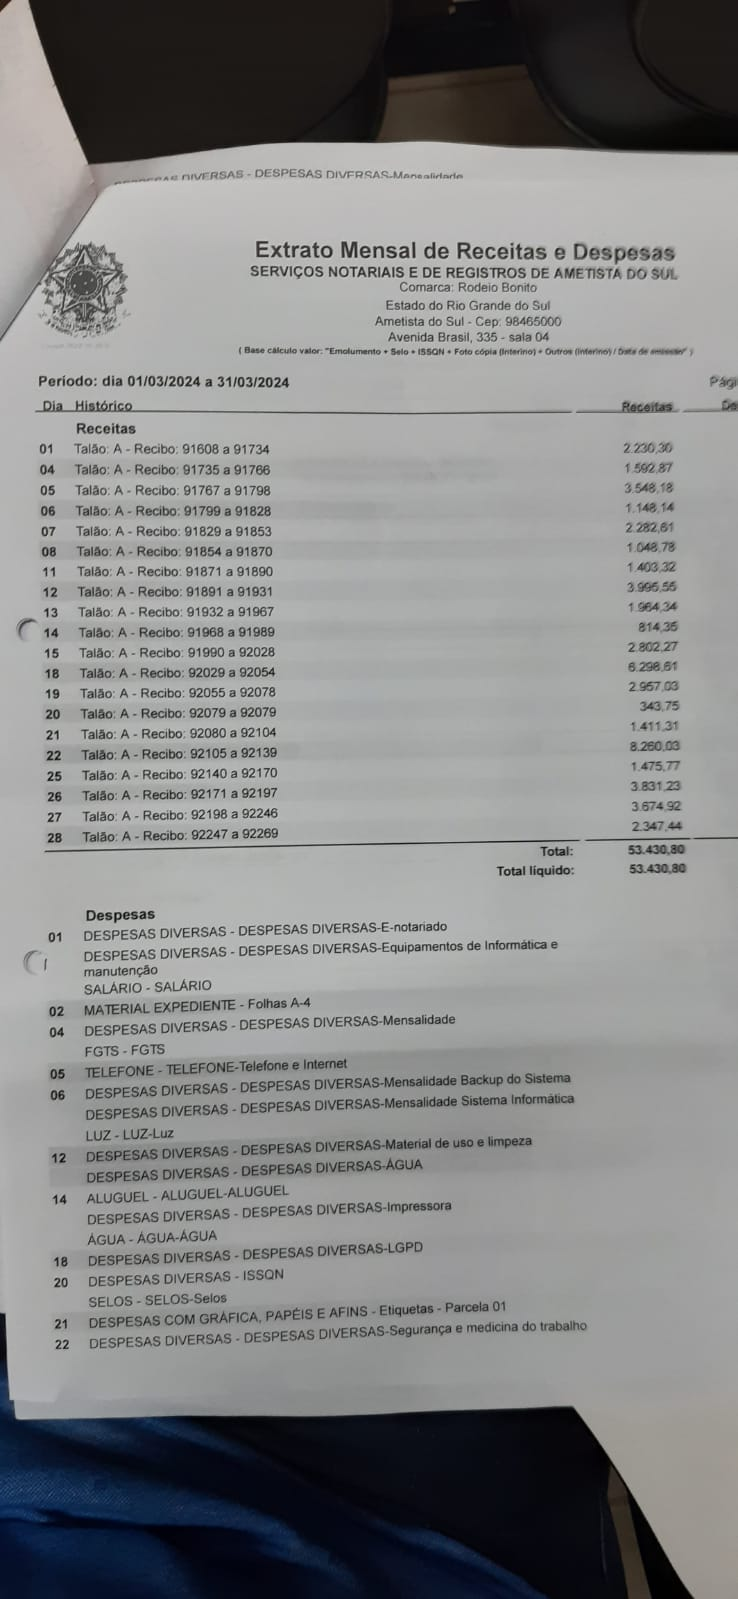 DESPESAS DIVERSAS - DESPESAS DIVERSAS-Mensalidade
Extrato Mensal de Receitas e Despesas
SERVIÇOS NOTARIAIS E DE REGISTROS DE AMETISTA DO SUL
Comarca: Rodeio Bonito
Estado do Rio Grande do Sul
Ametista do Sul - Cep: 98465000
Avenida Brasil, 335 - sala 04
( Base cálculo valor: "Emolumento + Selo + ISSQN + Foto cópia (Interino) + Outros (Interino) / Data de emissão" )
Período: dia 01/03/2024 a 31/03/2024 Pági
Dia Histórico Receitas De
Receitas
01 Talão: A - Recibo: 91608 a 91734 2.230,30
04 Talão: A - Recibo: 91735 a 91766 1.592,87
05 Talão: A - Recibo: 91767 a 91798 3.548,18
06 Talão: A - Recibo: 91799 a 91828 1.148,14
07 Talão: A - Recibo: 91829 a 91853 2.282,61
08 Talão: A - Recibo: 91854 a 91870 1.048,78
11 Talão: A - Recibo: 91871 a 91890 1.403,32
12 Talão: A - Recibo: 91891 a 91931 3.995,55
13 Talão: A - Recibo: 91932 a 91967 1.964,34
14 Talão: A - Recibo: 91968 a 91989 814,35
15 Talão: A - Recibo: 91990 a 92028 2.802,27
18 Talão: A - Recibo: 92029 a 92054 6.298,61
19 Talão: A - Recibo: 92055 a 92078 2.957,03
20 Talão: A - Recibo: 92079 a 92079 343,75
21 Talão: A - Recibo: 92080 a 92104 1.411,31
22 Talão: A - Recibo: 92105 a 92139 8.260,03
25 Talão: A - Recibo: 92140 a 92170 1.475,77
26 Talão: A - Recibo: 92171 a 92197 3.831,23
27 Talão: A - Recibo: 92198 a 92246 3.674,92
28 Talão: A - Recibo: 92247 a 92269 2.347,44
Total: 53.430,80
Total líquido: 53.430,80
Despesas
01 DESPESAS DIVERSAS - DESPESAS DIVERSAS-E-notariado
DESPESAS DIVERSAS - DESPESAS DIVERSAS-Equipamentos de Informática e
manutenção
SALÁRIO - SALÁRIO
02 MATERIAL EXPEDIENTE - Folhas A-4
04 DESPESAS DIVERSAS - DESPESAS DIVERSAS-Mensalidade
FGTS - FGTS
05 TELEFONE - TELEFONE-Telefone e Internet
06 DESPESAS DIVERSAS - DESPESAS DIVERSAS-Mensalidade Backup do Sistema
DESPESAS DIVERSAS - DESPESAS DIVERSAS-Mensalidade Sistema Informática
LUZ - LUZ-Luz
12 DESPESAS DIVERSAS - DESPESAS DIVERSAS-Material de uso e limpeza
DESPESAS DIVERSAS - DESPESAS DIVERSAS-ÁGUA
14 ALUGUEL - ALUGUEL-ALUGUEL
DESPESAS DIVERSAS - DESPESAS DIVERSAS-Impressora
ÁGUA - ÁGUA-ÁGUA
18 DESPESAS DIVERSAS - DESPESAS DIVERSAS-LGPD
20 DESPESAS DIVERSAS - ISSQN
SELOS - SELOS-Selos
21 DESPESAS COM GRÁFICA, PAPÉIS E AFINS - Etiquetas - Parcela 01
22 DESPESAS DIVERSAS - DESPESAS DIVERSAS-Segurança e medicina do trabalho